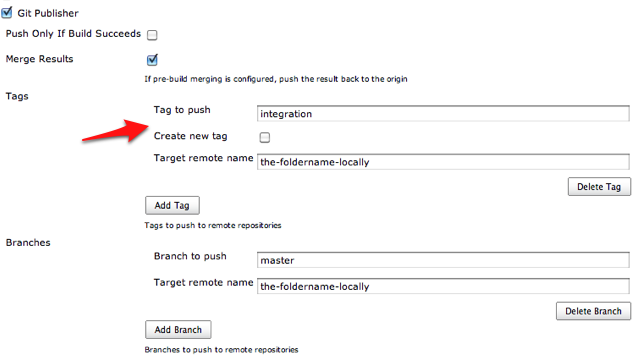 Git Publisher
Push Only If Build Succeeds
Merge Results
If pre-build merging is configured, push the result back to the origin
Tags
Tag to push integration
Create new tag
Target remote name the-foldername-locally
Delete Tag
Add Tag
Tags to push to remote repositories
Branches
Branch to push master
Target remote name the-foldername-locally
Delete Branch
Add Branch
Branches to push to remote repositories